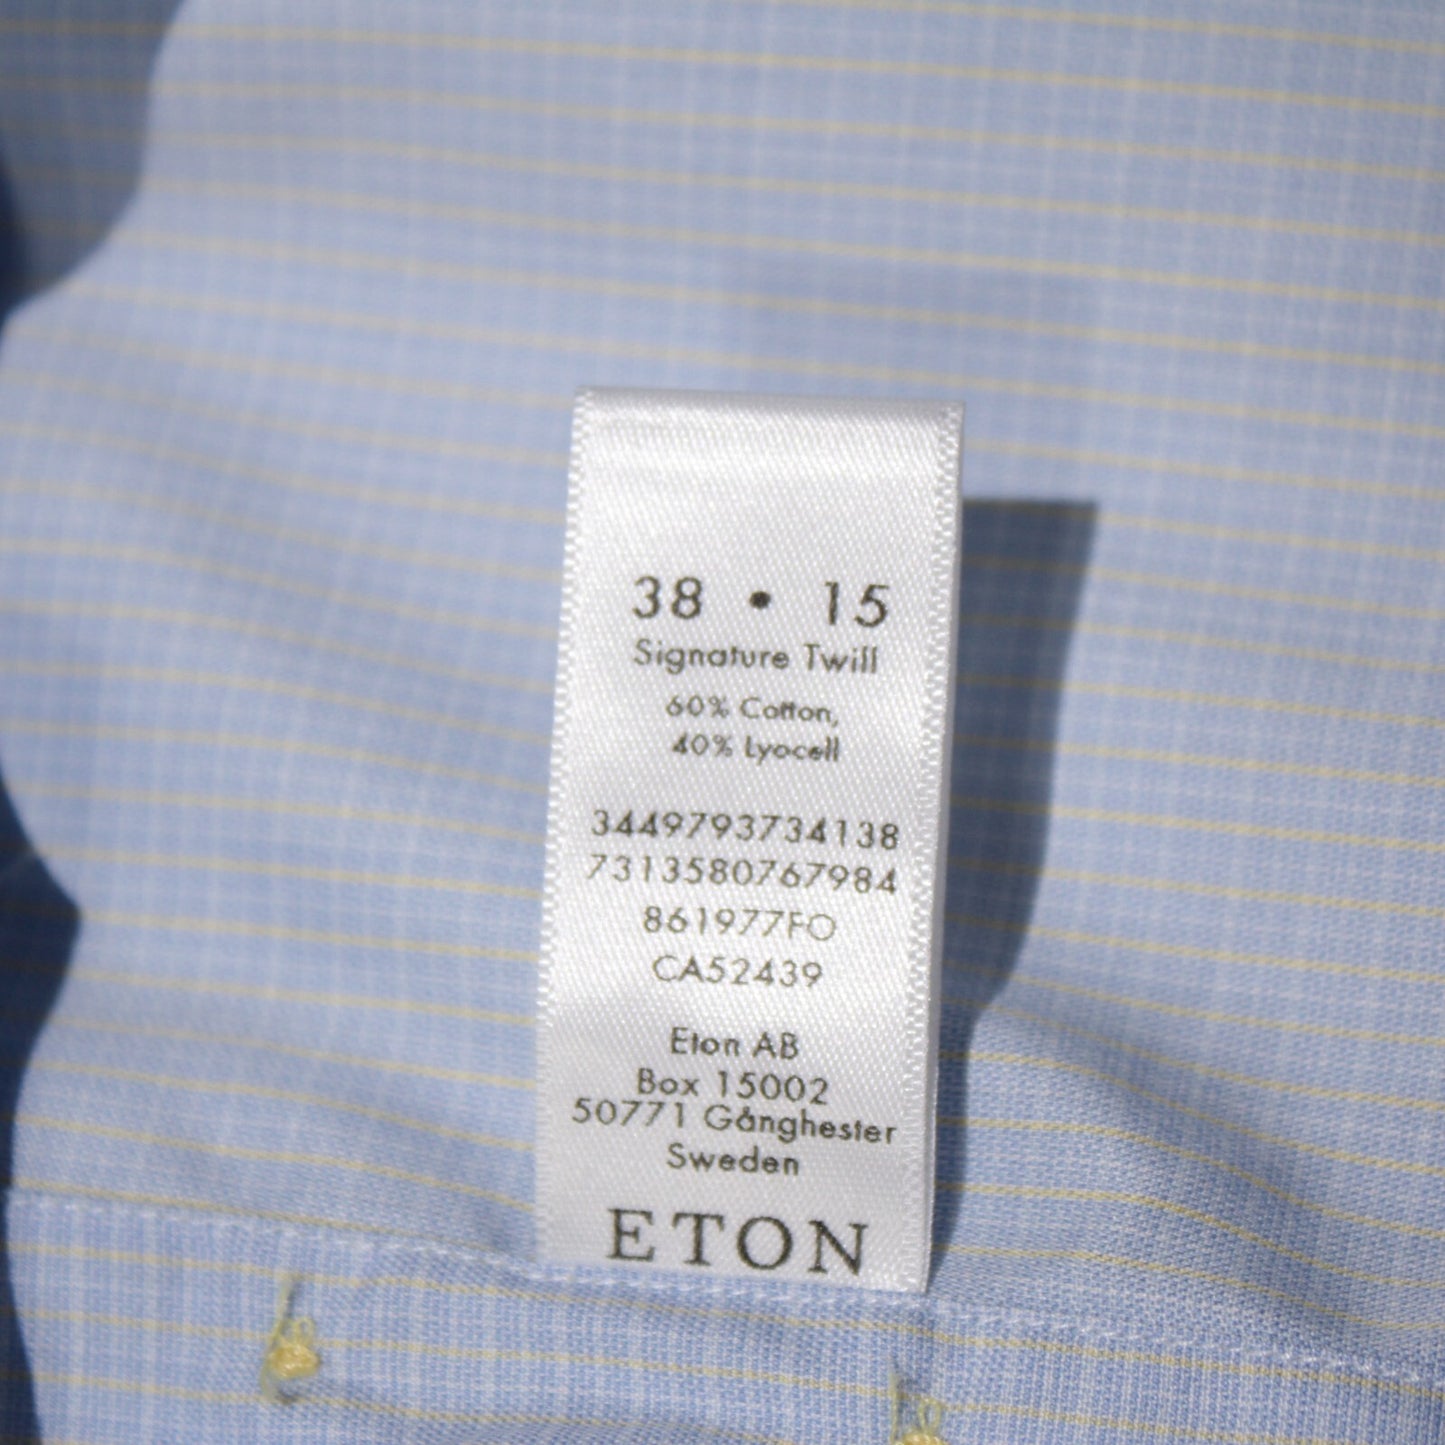 38 • 15
Signature Twill
60% Cotton,
40% Lyocell
3449793734138
7313580767984
861977FO
CA52439
Eton AB
Box 15002
50771 Gånghester
Sweden
ETON